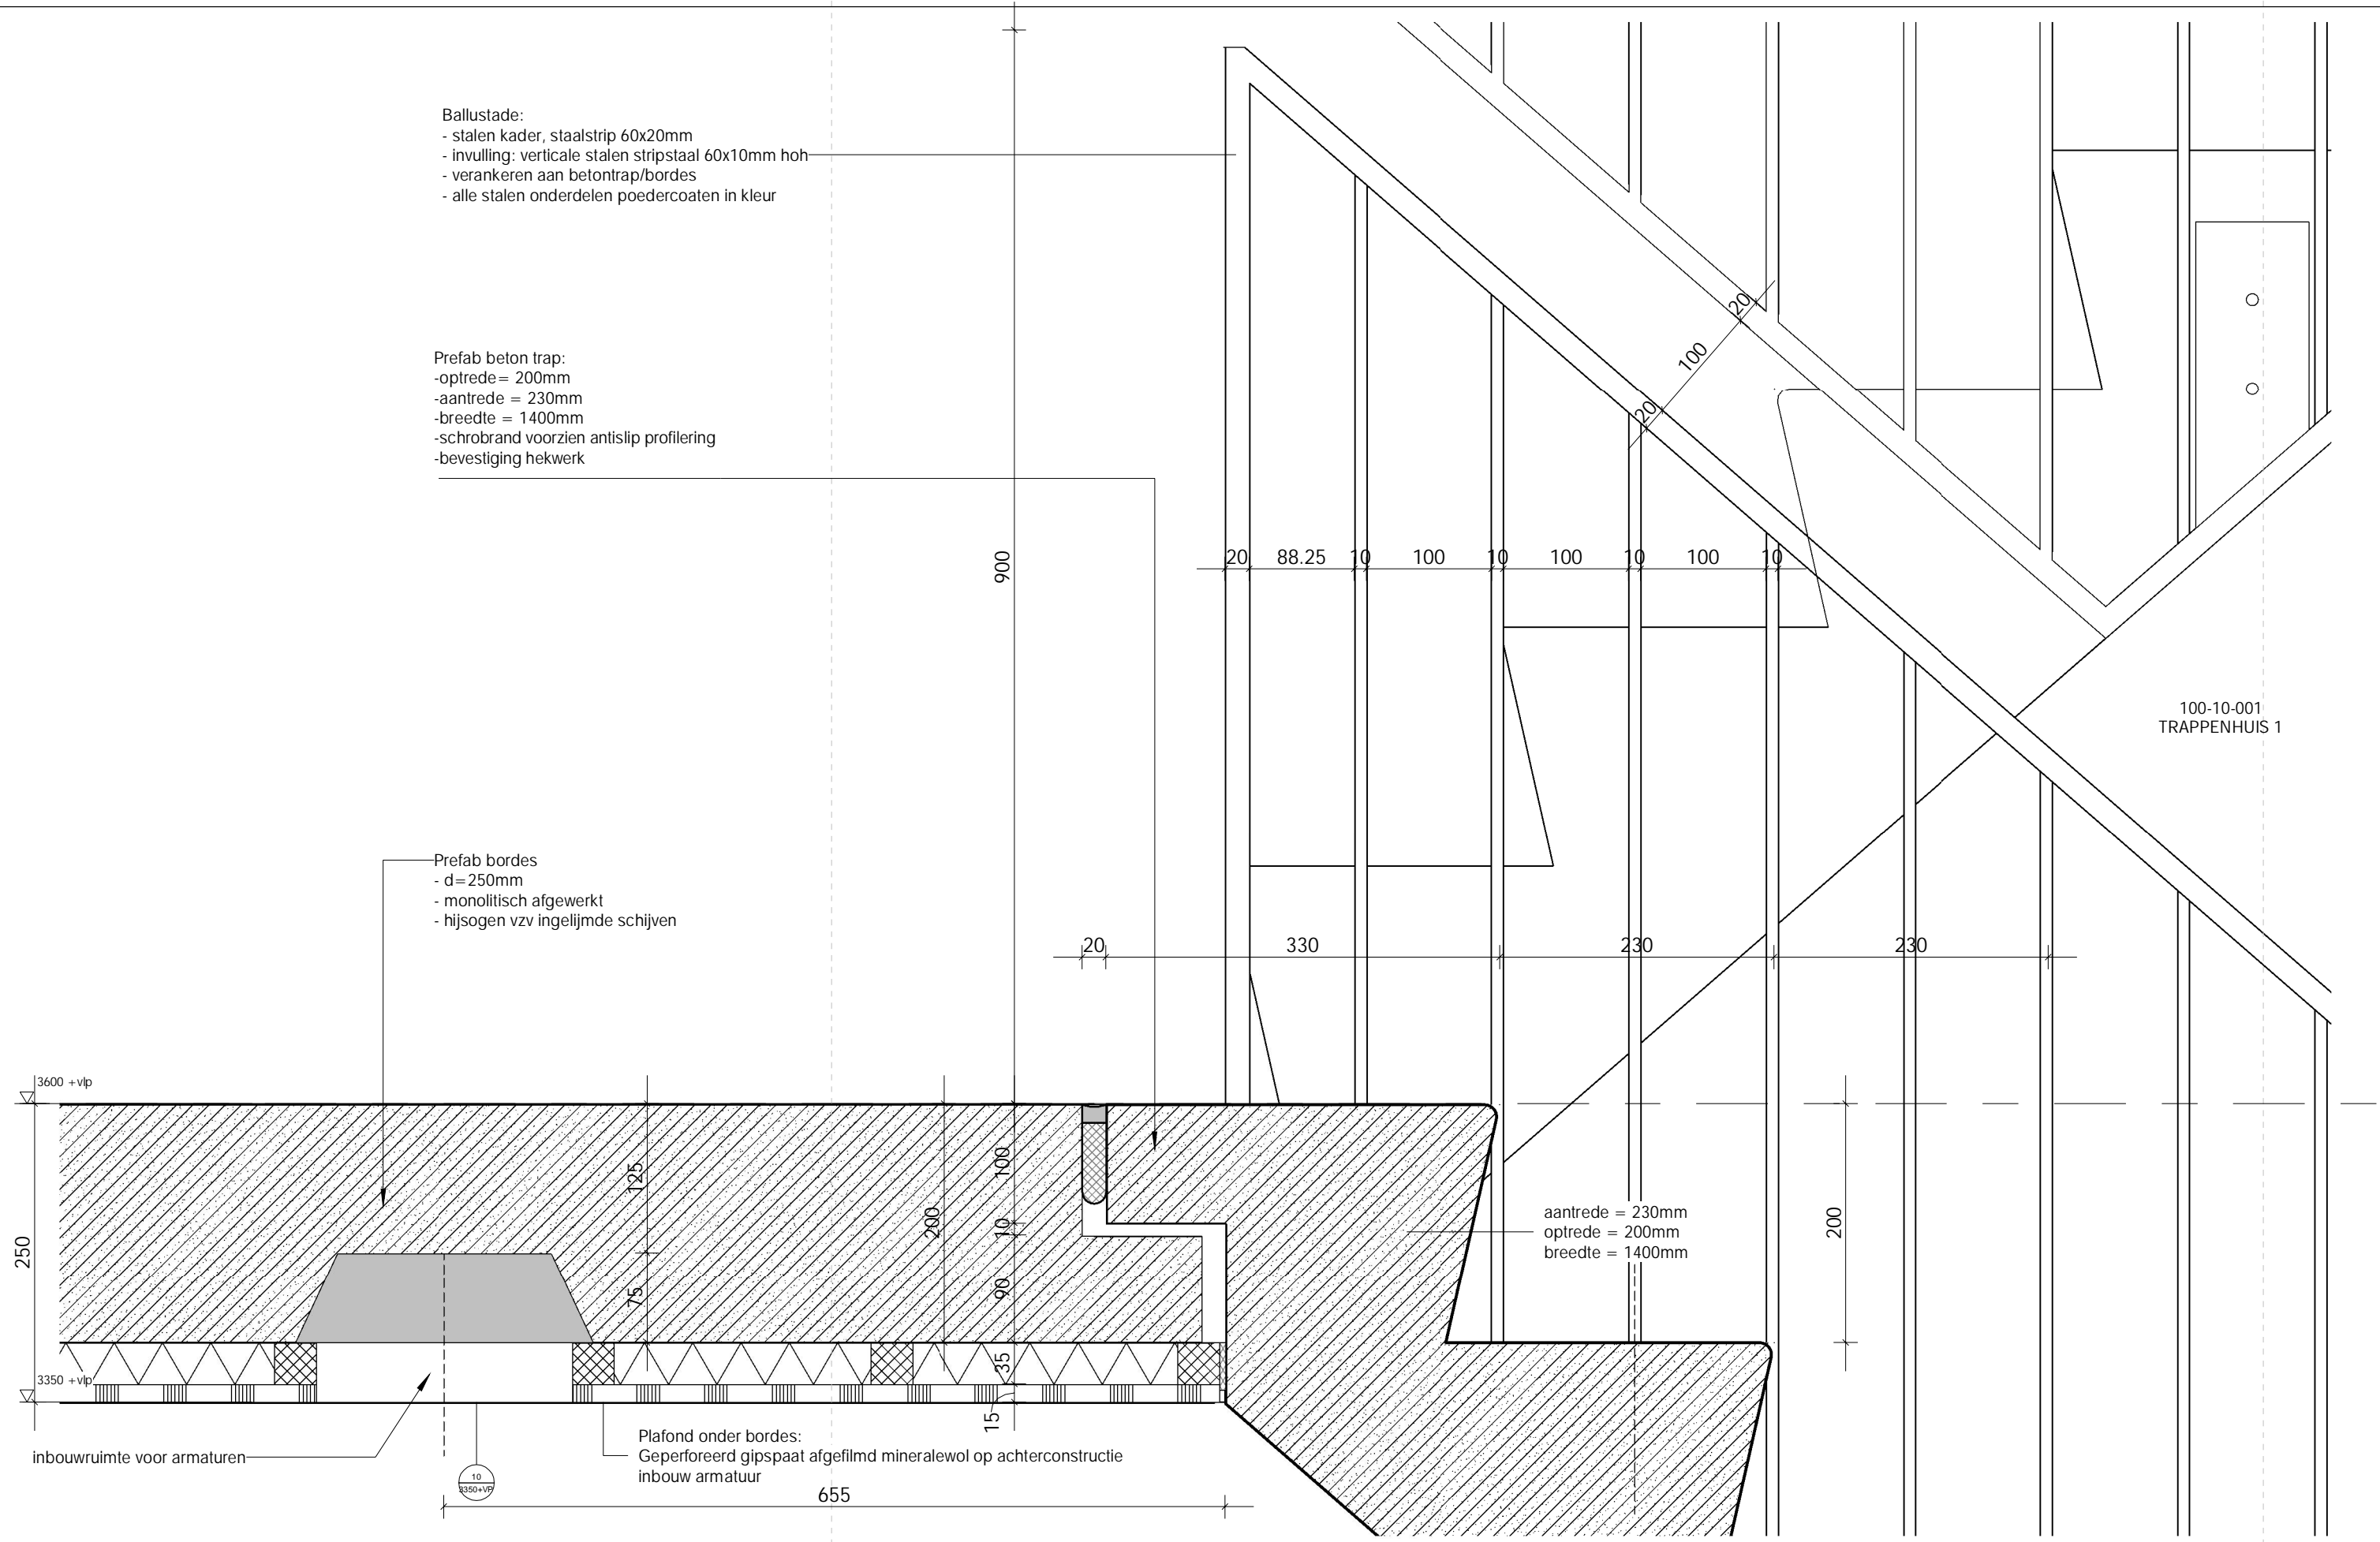 Ballustade:
- stalen kader, staalstrip 60x20mm
- invulling: verticale stalen stripstaal 60x10mm hoh
- verankeren aan betontrap/bordes
- alle stalen onderdelen poedercoaten in kleur
20
100
20
Prefab beton trap:
-optrede= 200mm
-aantrede = 230mm
-breedte = 1400mm
-schrobrand voorzien antislip profilering
-bevestiging hekwerk
900
20 88.25 10 100 10 100 10 100 10
100-10-001
TRAPPENHUIS 1
Prefab bordes
- d=250mm
- monolitisch afgewerkt
- hijsogen vzv ingelijmde schijven
20 330 230 230
3600 +vlp
250
125
75
200
100
10
90
35
15
aantrede = 230mm
optrede = 200mm
breedte = 1400mm
200
3350 +vlp
inbouwruimte voor armaturen
10
3350+VP
Plafond onder bordes:
Geperforeerd gipspaat afgefilmd mineralewol op achterconstructie
inbouw armatuur
655